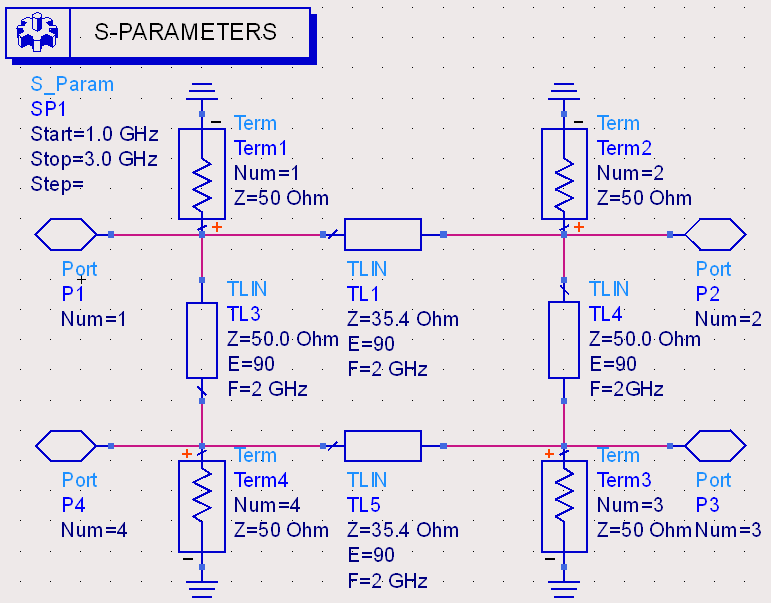 S-PARAMETERS
S_Param
SP1
Start=1.0 GHz
Stop=3.0 GHz
Step=
Term
Term1
Num=1
Z=50 Ohm
Term
Term2
Num=2
Z=50 Ohm
Port
P1
Num=1
TLIN
TL3
Z=50.0 Ohm
E=90
F=2 GHz
TLIN
TL1
Z=35.4 Ohm
E=90
F=2 GHz
TLIN
TL4
Z=50.0 Ohm
E=90
F=2GHz
Port
P2
Num=2
Port
P4
Num=4
Term
Term4
Num=4
Z=50 Ohm
TLIN
TL5
Z=35.4 Ohm
E=90
F=2 GHz
Term
Term3
Num=3
Z=50 Ohm
Port
P3
Num=3